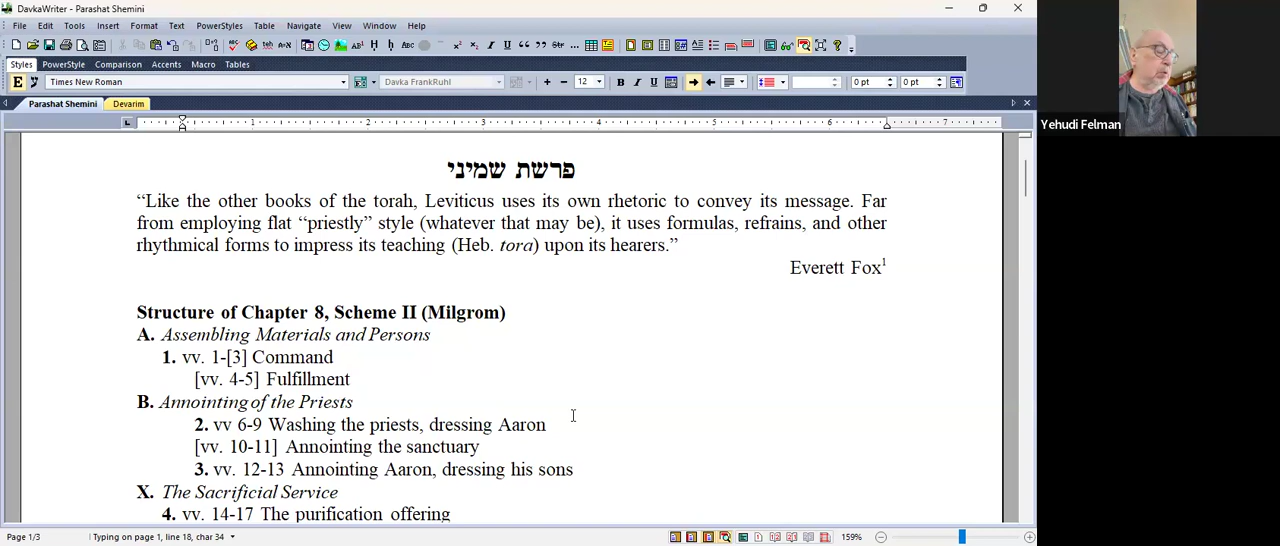 DavkaWriter - Parashat Shemini
File Edit Tools Insert Format Text PowerStyles Table Navigate View Window Help
Styles PowerStyle Comparison Accents Macro Tables
Times New Roman Davka FrankRuhl 12 B I U 0 pt 0 pt
Parashat Shemini Devarim
1 2 3 4 5 6 7
פרשת שמיני
“Like the other books of the torah, Leviticus uses its own rhetoric to convey its message. Far
from employing flat “priestly” style (whatever that may be), it uses formulas, refrains, and other
rhythmical forms to impress its teaching (Heb. tora) upon its hearers.”
Everett Fox1
Structure of Chapter 8, Scheme II (Milgrom)
A. Assembling Materials and Persons
1. vv. 1-[3] Command
[vv. 4-5] Fulfillment
B. Annointing of the Priests
2. vv 6-9 Washing the priests, dressing Aaron
[vv. 10-11] Annointing the sanctuary
3. vv. 12-13 Annointing Aaron, dressing his sons
X. The Sacrificial Service
4. vv. 14-17 The purification offering
Page 1/3 Typing on page 1, line 18, char 34 159%
Yehudi Felman